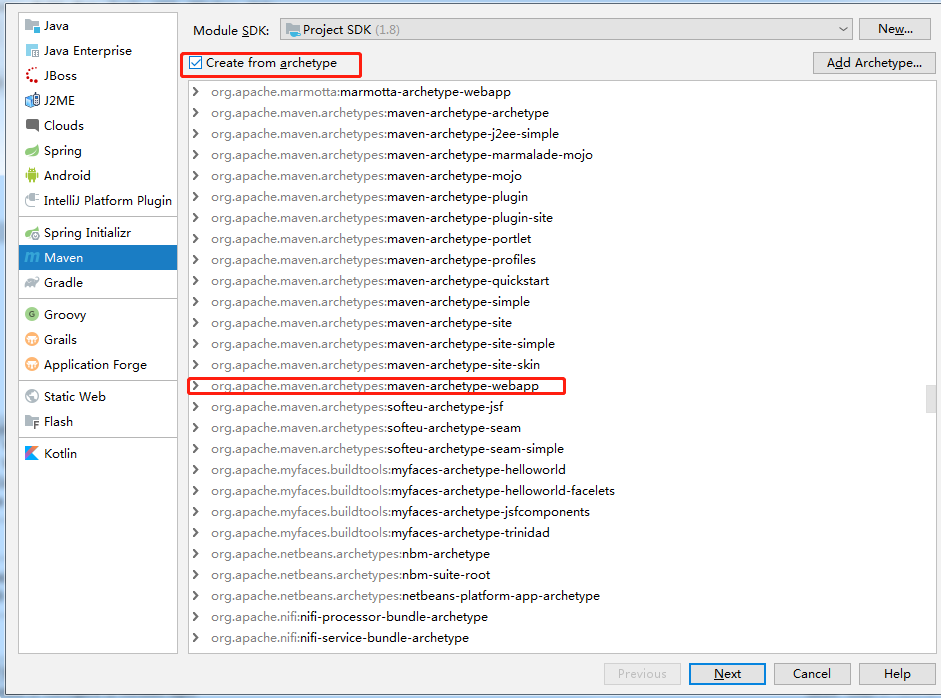 Java
Java Enterprise
JBoss
J2ME
Clouds
Spring
Android
IntelliJ Platform Plugin
Spring Initializr
Maven
Gradle
Groovy
Grails
Application Forge
Static Web
Flash
Kotlin
Module SDK: Project SDK (1.8) New...
Create from archetype Add Archetype...
org.apache.marmotta:marmotta-archetype-webapp
org.apache.maven.archetypes:maven-archetype-archetype
org.apache.maven.archetypes:maven-archetype-j2ee-simple
org.apache.maven.archetypes:maven-archetype-marmalade-mojo
org.apache.maven.archetypes:maven-archetype-mojo
org.apache.maven.archetypes:maven-archetype-plugin
org.apache.maven.archetypes:maven-archetype-plugin-site
org.apache.maven.archetypes:maven-archetype-portlet
org.apache.maven.archetypes:maven-archetype-profiles
org.apache.maven.archetypes:maven-archetype-quickstart
org.apache.maven.archetypes:maven-archetype-simple
org.apache.maven.archetypes:maven-archetype-site
org.apache.maven.archetypes:maven-archetype-site-simple
org.apache.maven.archetypes:maven-archetype-site-skin
org.apache.maven.archetypes:maven-archetype-webapp
org.apache.maven.archetypes:softeu-archetype-jsf
org.apache.maven.archetypes:softeu-archetype-seam
org.apache.maven.archetypes:softeu-archetype-seam-simple
org.apache.myfaces.buildtools:myfaces-archetype-helloworld
org.apache.myfaces.buildtools:myfaces-archetype-helloworld-facelets
org.apache.myfaces.buildtools:myfaces-archetype-jsfcomponents
org.apache.myfaces.buildtools:myfaces-archetype-trinidad
org.apache.netbeans.archetypes:nbm-archetype
org.apache.netbeans.archetypes:nbm-suite-root
org.apache.netbeans.archetypes:netbeans-platform-app-archetype
org.apache.nifi:nifi-processor-bundle-archetype
org.apache.nifi:nifi-service-bundle-archetype
Previous Next Cancel Help